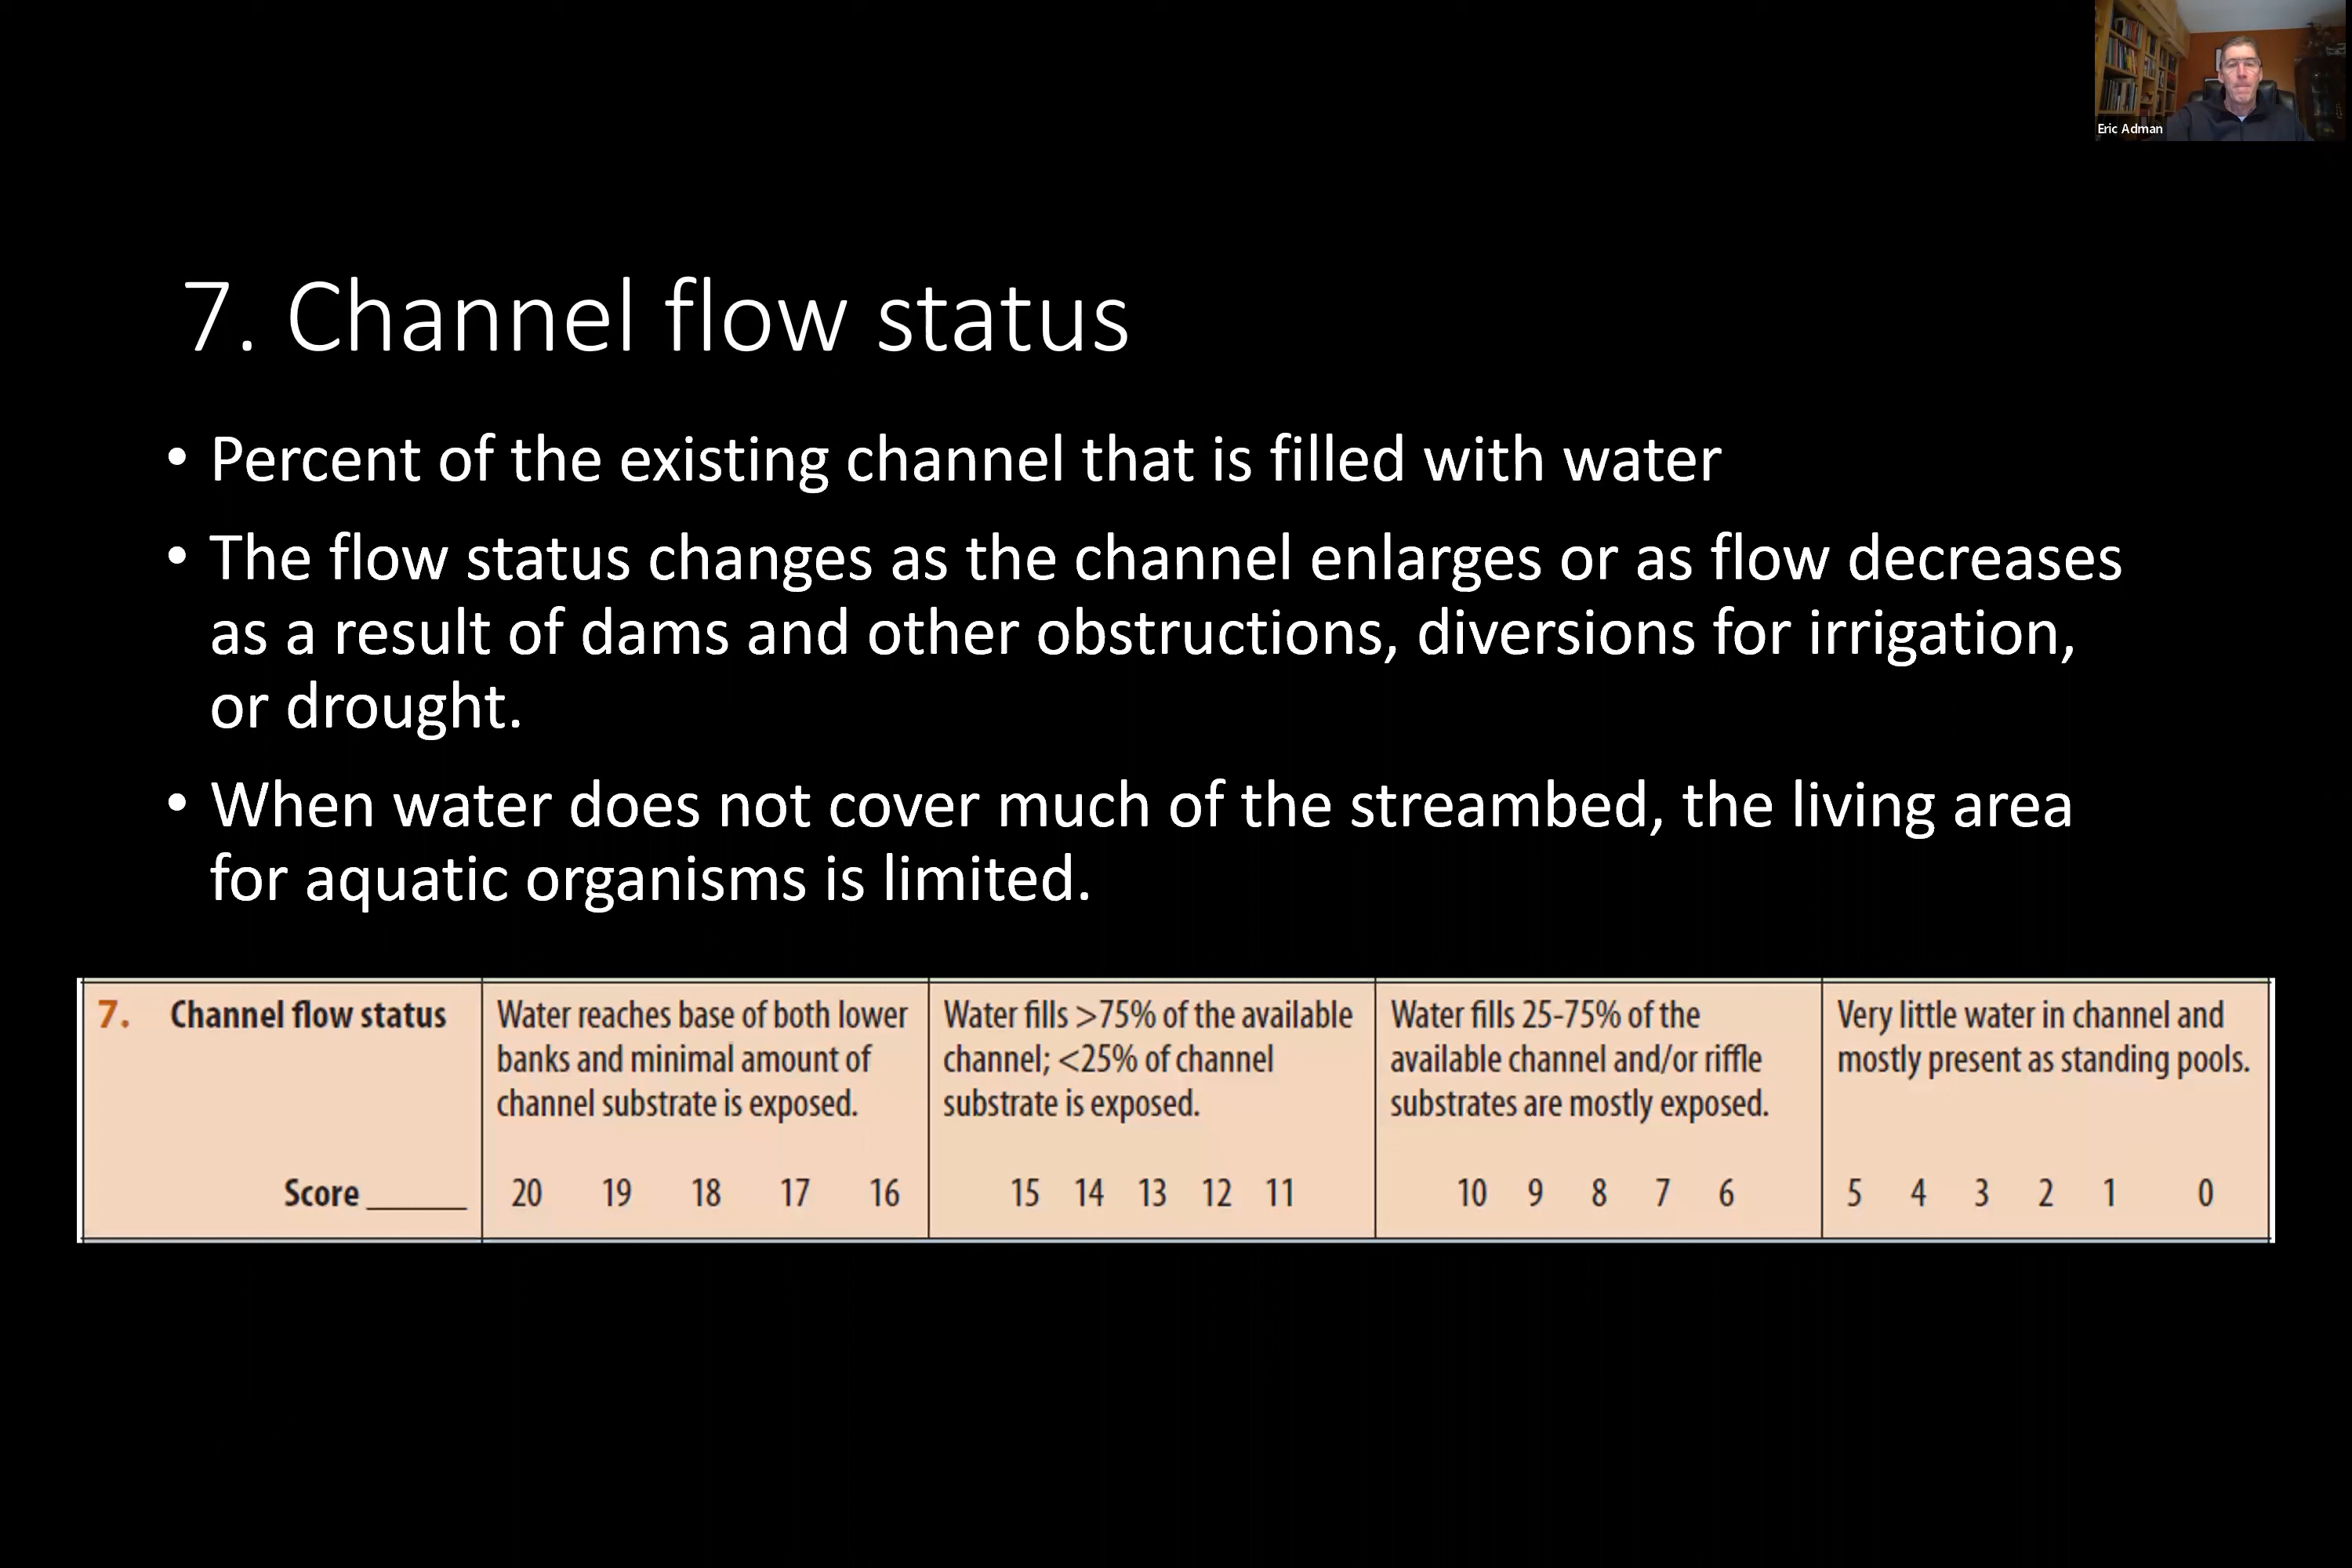 Eric Adman
7. Channel flow status
• Percent of the existing channel that is filled with water
• The flow status changes as the channel enlarges or as flow decreases
as a result of dams and other obstructions, diversions for irrigation,
or drought.
• When water does not cover much of the streambed, the living area
for aquatic organisms is limited.
7. Channel flow status
Score ______
Water reaches base of both lower
banks and minimal amount of
channel substrate is exposed.
20 19 18 17 16
Water fills >75% of the available
channel; <25% of channel
substrate is exposed.
15 14 13 12 11
Water fills 25-75% of the
available channel and/or riffle
substrates are mostly exposed.
10 9 8 7 6
Very little water in channel and
mostly present as standing pools.
5 4 3 2 1 0